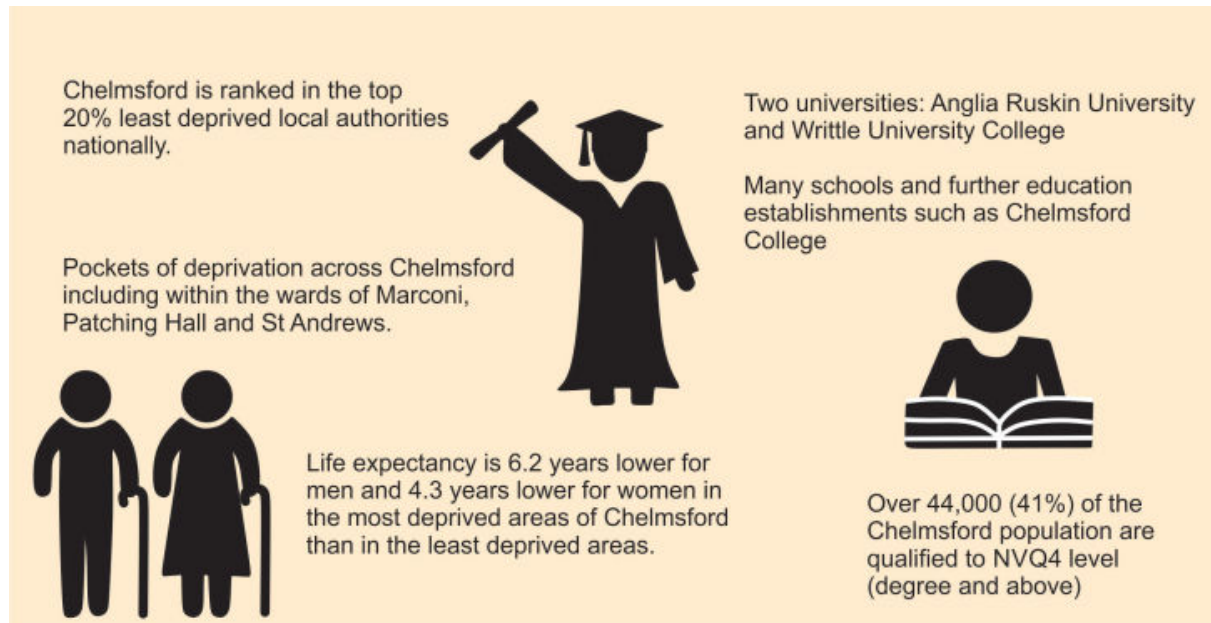 Chelmsford is ranked in the top
20% least deprived local authorities
nationally.
Pockets of deprivation across Chelmsford
including within the wards of Marconi,
Patching Hall and St Andrews.
Life expectancy is 6.2 years lower for
men and 4.3 years lower for women in
the most deprived areas of Chelmsford
than in the least deprived areas.
Two universities: Anglia Ruskin University
and Writtle University College
Many schools and further education
establishments such as Chelmsford
College
Over 44,000 (41%) of the
Chelmsford population are
qualified to NVQ4 level
(degree and above)